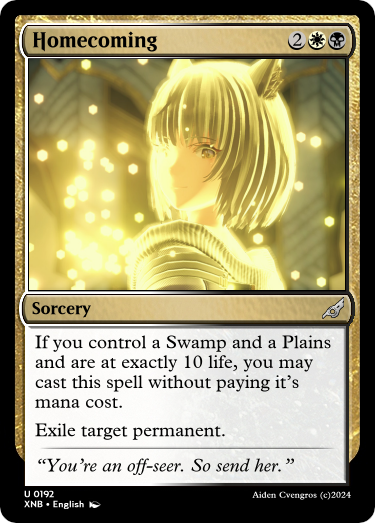 Homecoming 2
Sorcery
If you control a Swamp and a Plains
and are at exactly 10 life, you may
cast this spell without paying it's
mana cost.
Exile target permanent.
“You're an off-seer. So send her.”
U 0192
XNB • English Aiden Cvengros (c)2024